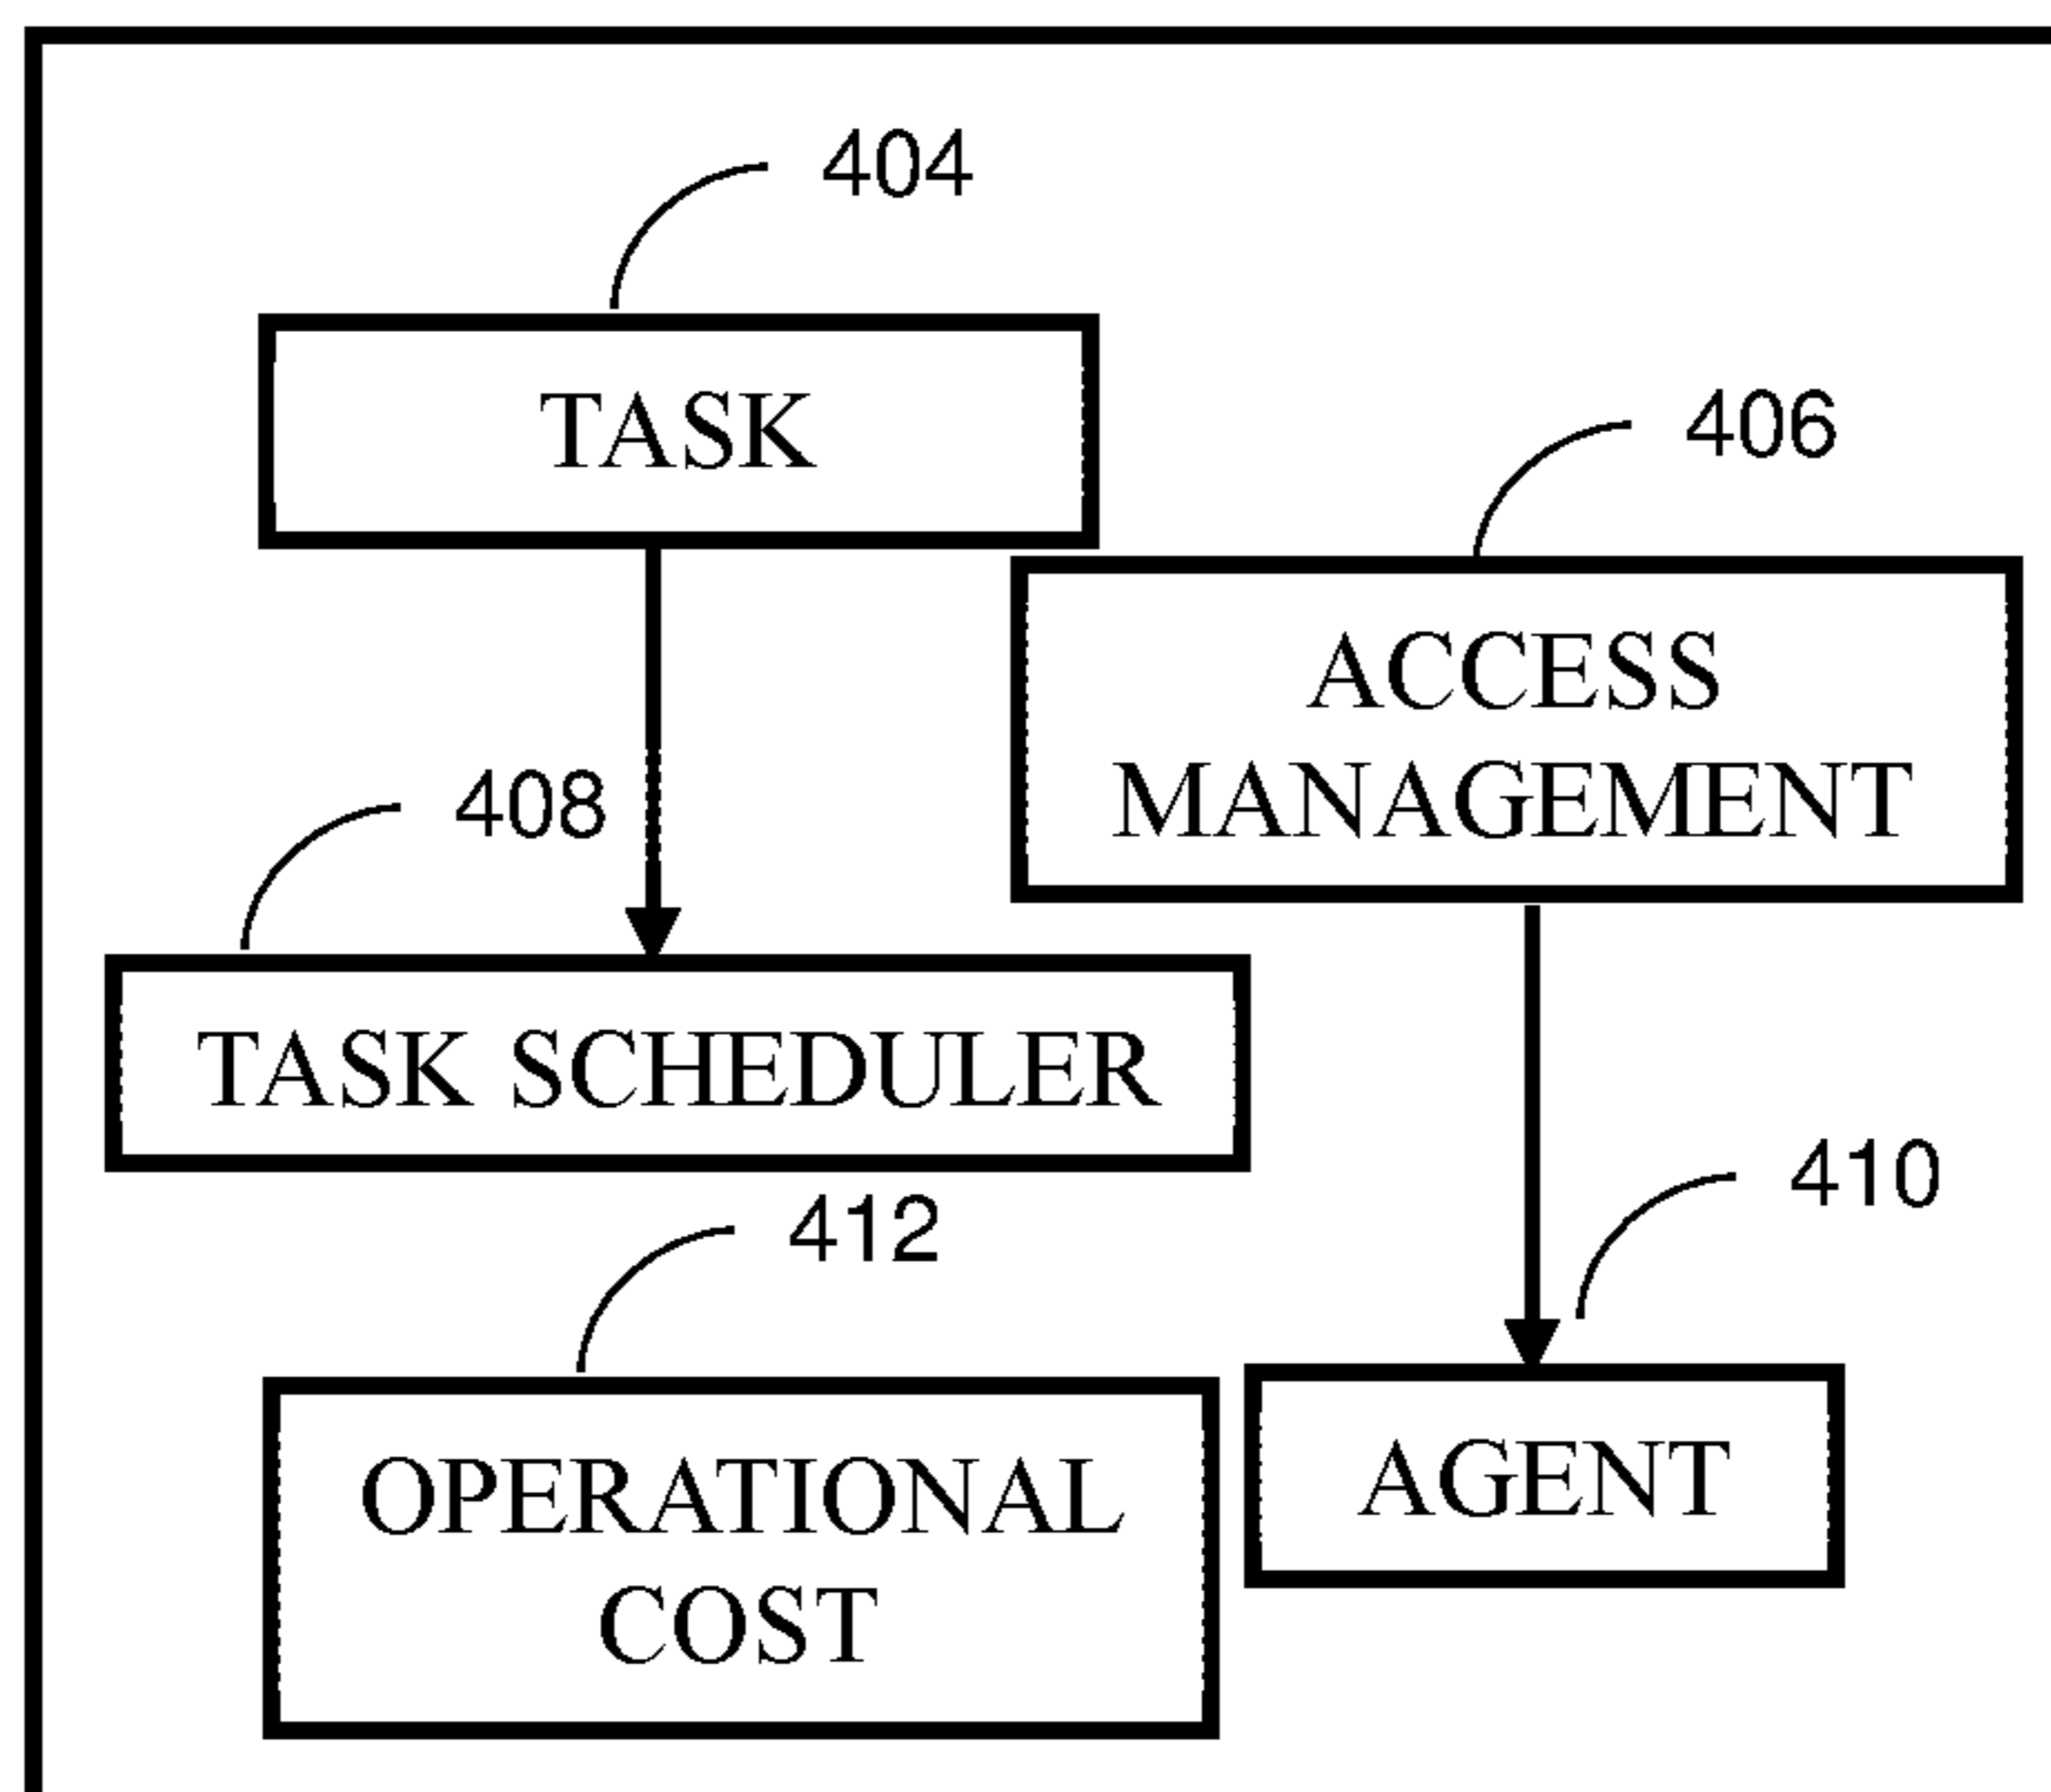 404
TASK
406
ACCESS
MANAGEMENT
408
TASK SCHEDULER
410
412
OPERATIONAL
COST
AGENT